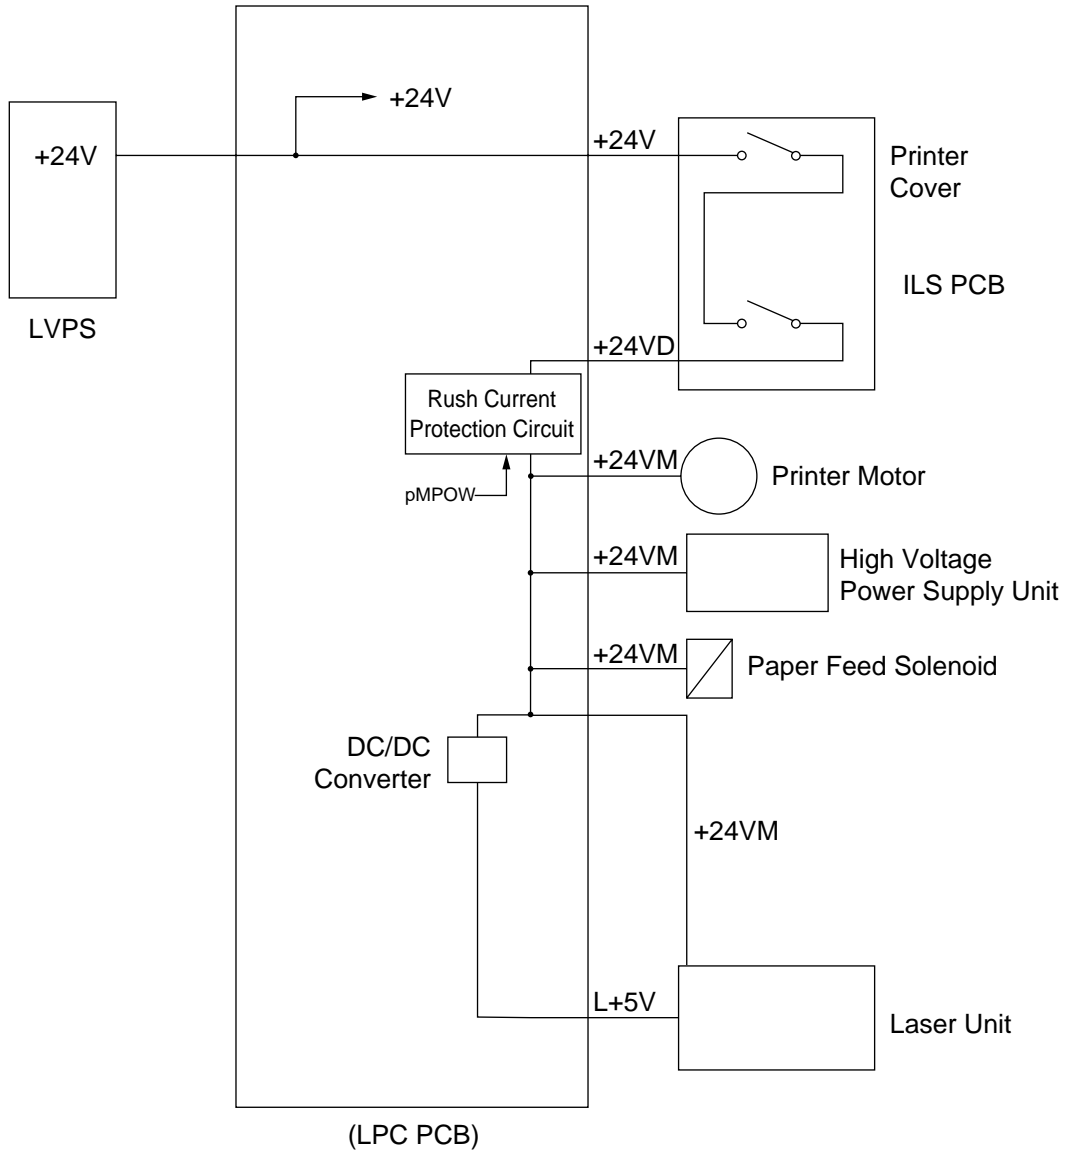 +24V
+24V
+24V
Printer
Cover
ILS PCB
LVPS
+24VD
Rush Current
Protection Circuit
+24VM
Printer Motor
pMPOW
+24VM
High Voltage
Power Supply Unit
+24VM
Paper Feed Solenoid
DC/DC
Converter
+24VM
L+5V
Laser Unit
(LPC PCB)